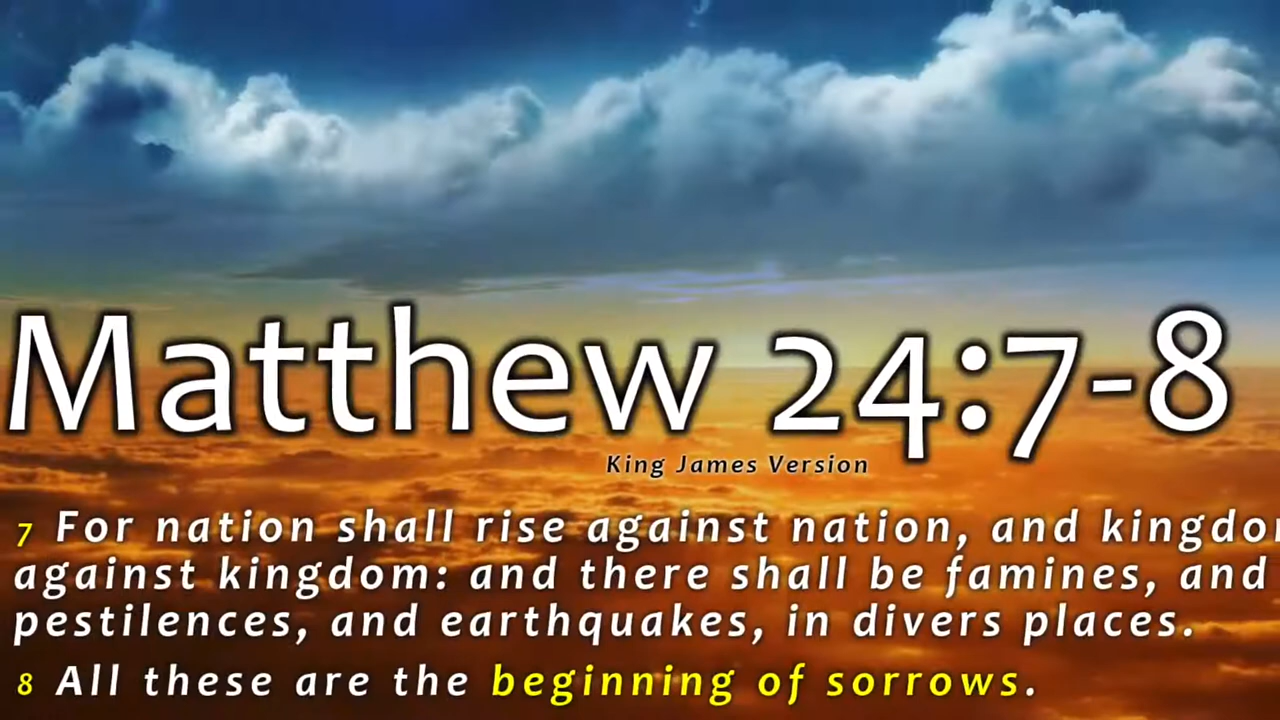 Matthew 24:7-8
King James Version
7 For nation shall rise against nation, and kingdo
against kingdom: and there shall be famines, and
pestilences, and earthquakes, in divers places.
8 All these are the beginning of sorrows.